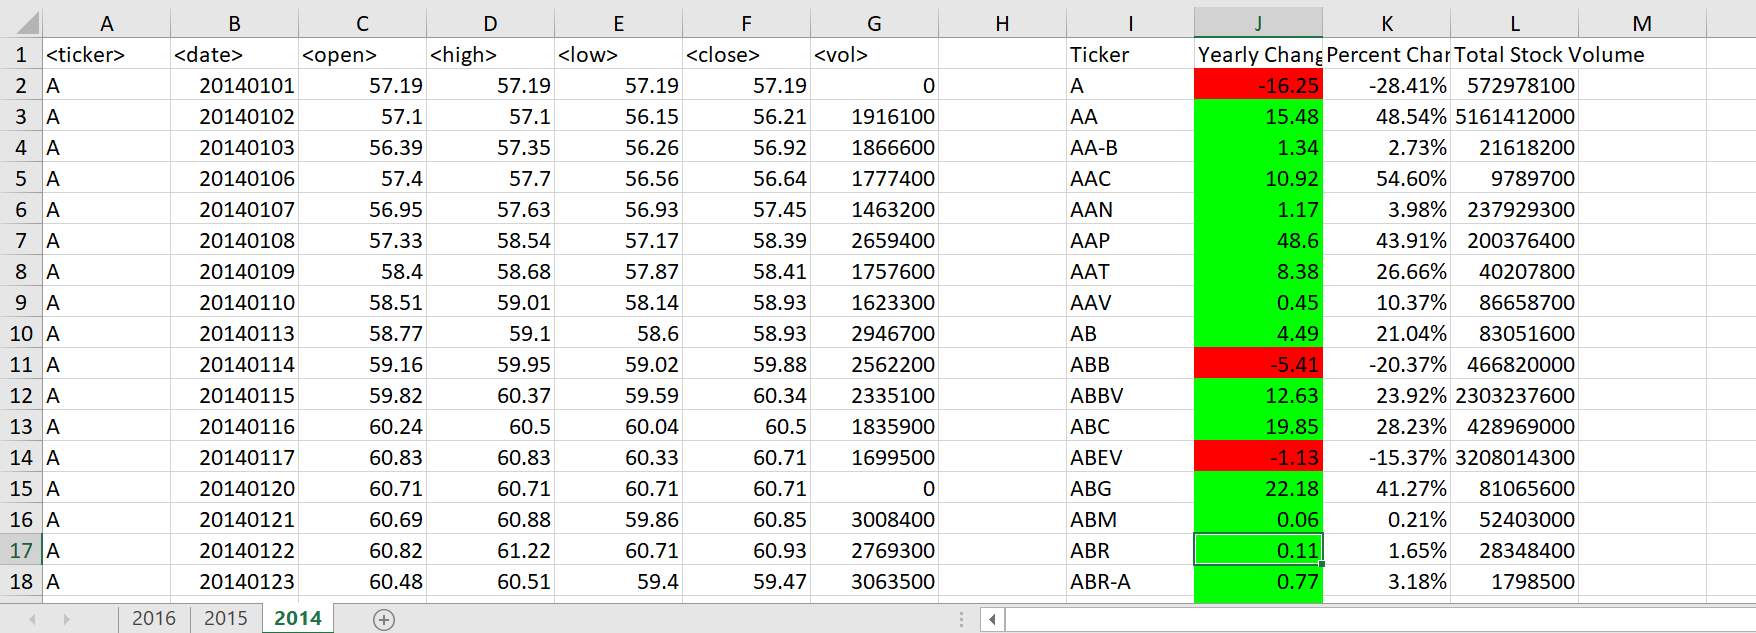 A B C D E F G H I J K L M
1 <ticker> <date> <open> <high> <low> <close> <vol> Ticker Yearly Chang Percent Char Total Stock Volume
2 A 20140101 57.19 57.19 57.19 57.19 0 A -16.25 -28.41% 572978100
3 A 20140102 57.1 57.1 56.15 56.21 1916100 AA 15.48 48.54% 5161412000
4 A 20140103 56.39 57.35 56.26 56.92 1866600 AA-B 1.34 2.73% 21618200
5 A 20140106 57.4 57.7 56.56 56.64 1777400 AAC 10.92 54.60% 9789700
6 A 20140107 56.95 57.63 56.93 57.45 1463200 AAN 1.17 3.98% 237929300
7 A 20140108 57.33 58.54 57.17 58.39 2659400 AAP 48.6 43.91% 200376400
8 A 20140109 58.4 58.68 57.87 58.41 1757600 AAT 8.38 26.66% 40207800
9 A 20140110 58.51 59.01 58.14 58.93 1623300 AAV 0.45 10.37% 86658700
10 A 20140113 58.77 59.1 58.6 58.93 2946700 AB 4.49 21.04% 83051600
11 A 20140114 59.16 59.95 59.02 59.88 2562200 ABB -5.41 -20.37% 466820000
12 A 20140115 59.82 60.37 59.59 60.34 2335100 ABBV 12.63 23.92% 2303237600
13 A 20140116 60.24 60.5 60.04 60.5 1835900 ABC 19.85 28.23% 428969000
14 A 20140117 60.83 60.83 60.33 60.71 1699500 ABEV -1.13 -15.37% 3208014300
15 A 20140120 60.71 60.71 60.71 60.71 0 ABG 22.18 41.27% 81065600
16 A 20140121 60.69 60.88 59.86 60.85 3008400 ABM 0.06 0.21% 52403000
17 A 20140122 60.82 61.22 60.71 60.93 2769300 ABR 0.11 1.65% 28348400
18 A 20140123 60.48 60.51 59.4 59.47 3063500 ABR-A 0.77 3.18% 1798500
2016 2015 2014